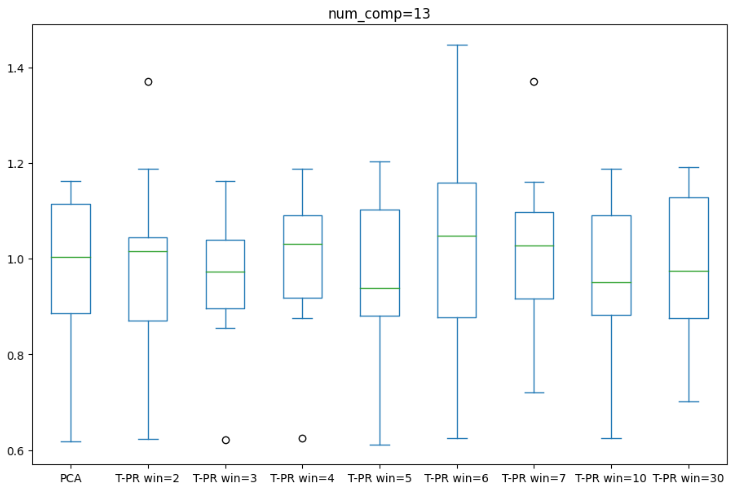 num_comp=13
1.4
1.2
1.0
0.8
0.6
PCA T-PR win=2 T-PR win=3 T-PR win=4 T-PR win=5 T-PR win=6 T-PR win=7 T-PR win=10 T-PR win=30